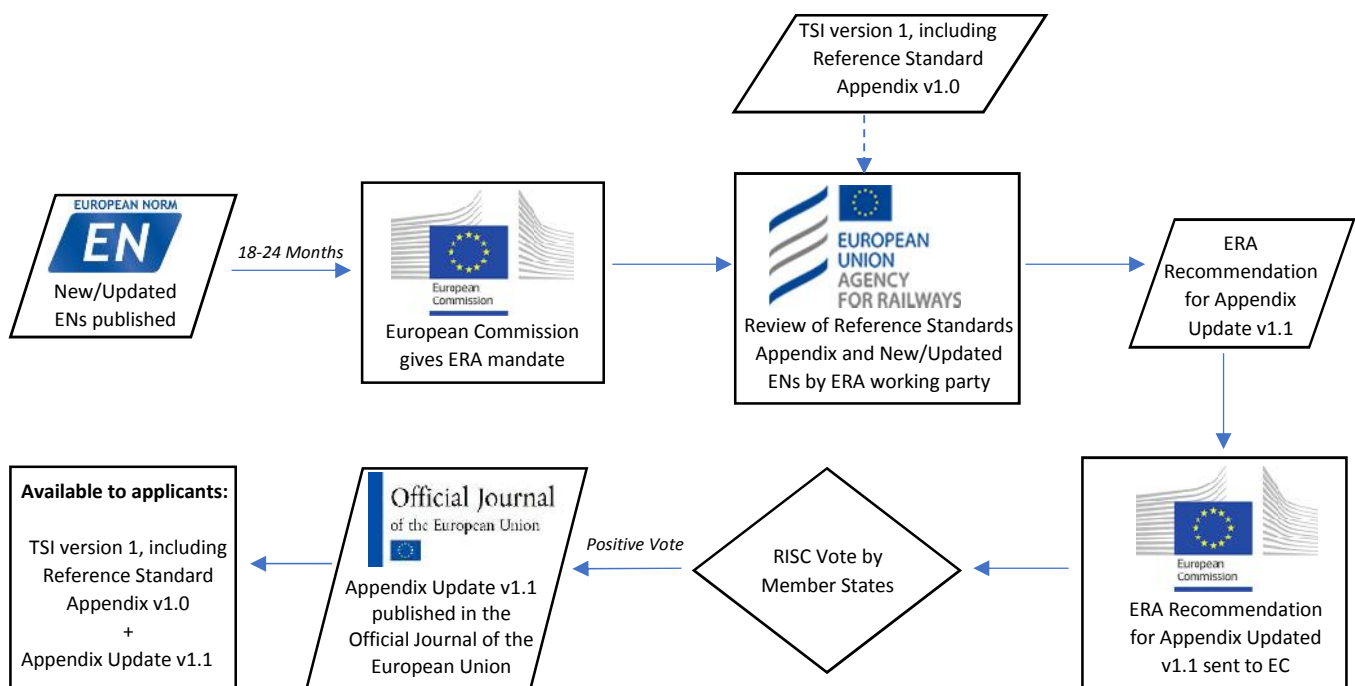 TSI version 1, including
Reference Standard
Appendix v1.0
EUROPEAN NORM
EN
New/Updated
ENs published
18-24 Months
European
Commission
European Commission
gives ERA mandate
EUROPEAN
UNION
AGENCY
FOR RAILWAYS
Review of Reference Standards
Appendix and New/Updated
ENs by ERA working party
ERA
Recommendation
for Appendix
Update v1.1
European
Commission
ERA Recommendation
for Appendix Updated
v1.1 sent to EC
RISC Vote by
Member States
Positive Vote
Official Journal
of the European Union
Appendix Update v1.1
published in the
Official Journal of the
European Union
Available to applicants:
TSI version 1, including
Reference Standard
Appendix v1.0
+
Appendix Update v1.1